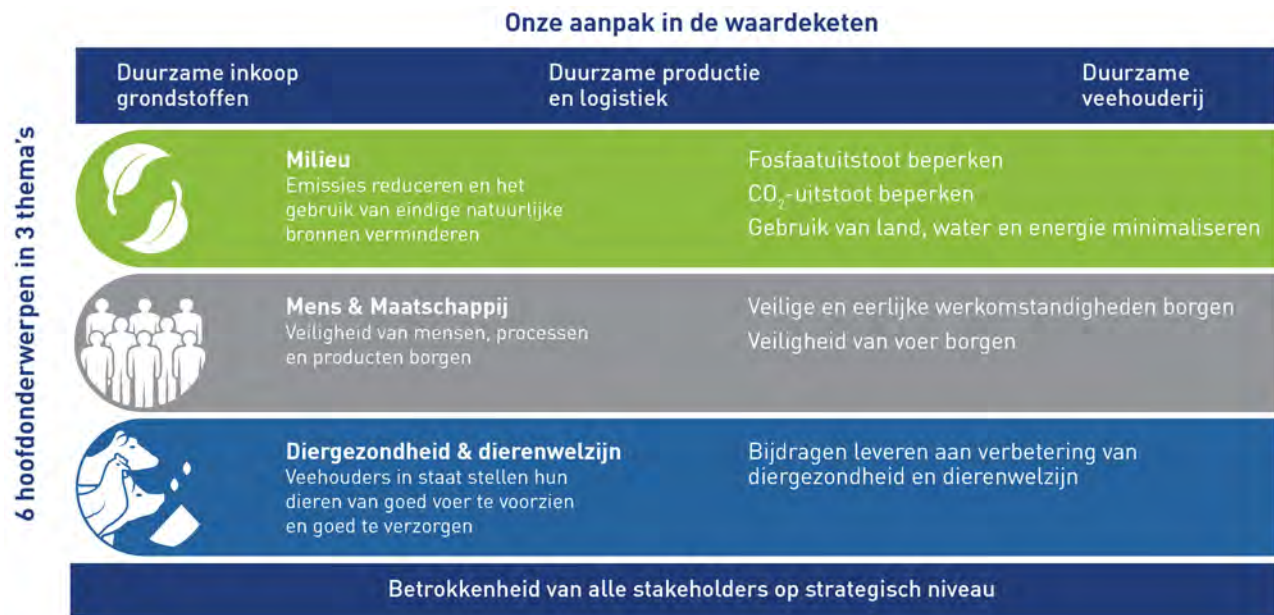 Onze aanpak in de waardeketen
Duurzame inkoop
grondstoffen
Duurzame productie
en logistiek
Duurzame
veehouderij
6 hoofdonderwerpen in 3 thema's
Milieu
Emissies reduceren en het
gebruik van eindige natuurlijke
bronnen verminderen
Fosfaatuitstoot beperken
CO₂-uitstoot beperken
Gebruik van land, water en energie minimaliseren
Mens & Maatschappij
Veiligheid van mensen, processen
en producten borgen
Veilige en eerlijke werkomstandigheden borgen
Veiligheid van voer borgen
Diergezondheid & dierenwelzijn
Veehouders in staat stellen hun
dieren van goed voer te voorzien
en goed te verzorgen
Bijdragen leveren aan verbetering van
diergezondheid en dierenwelzijn
Betrokkenheid van alle stakeholders op strategisch niveau